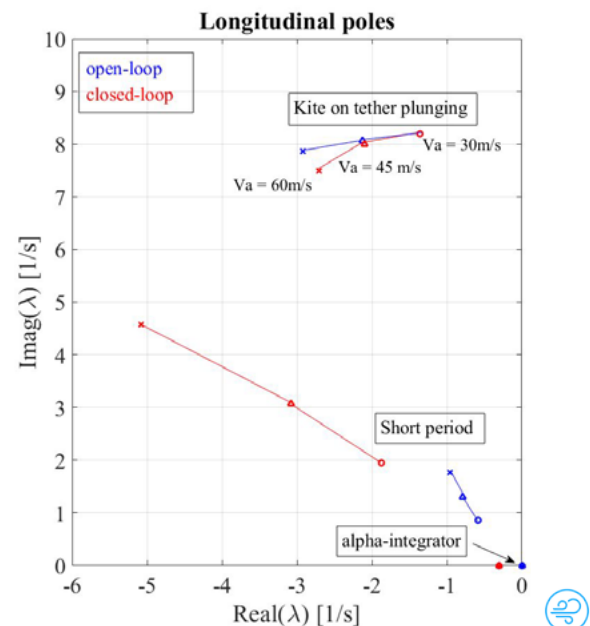 Longitudinal poles
10
open-loop
closed-loop
9
Kite on tether plunging
8
Va = 30m/s
Va = 45 m/s
Va = 60m/s
7
6
5
Imag(λ) [1/s]
4
3
Short period
2
1
alpha-integrator
0
-6 -5 -4 -3 -2 -1 0
Real(λ) [1/s]